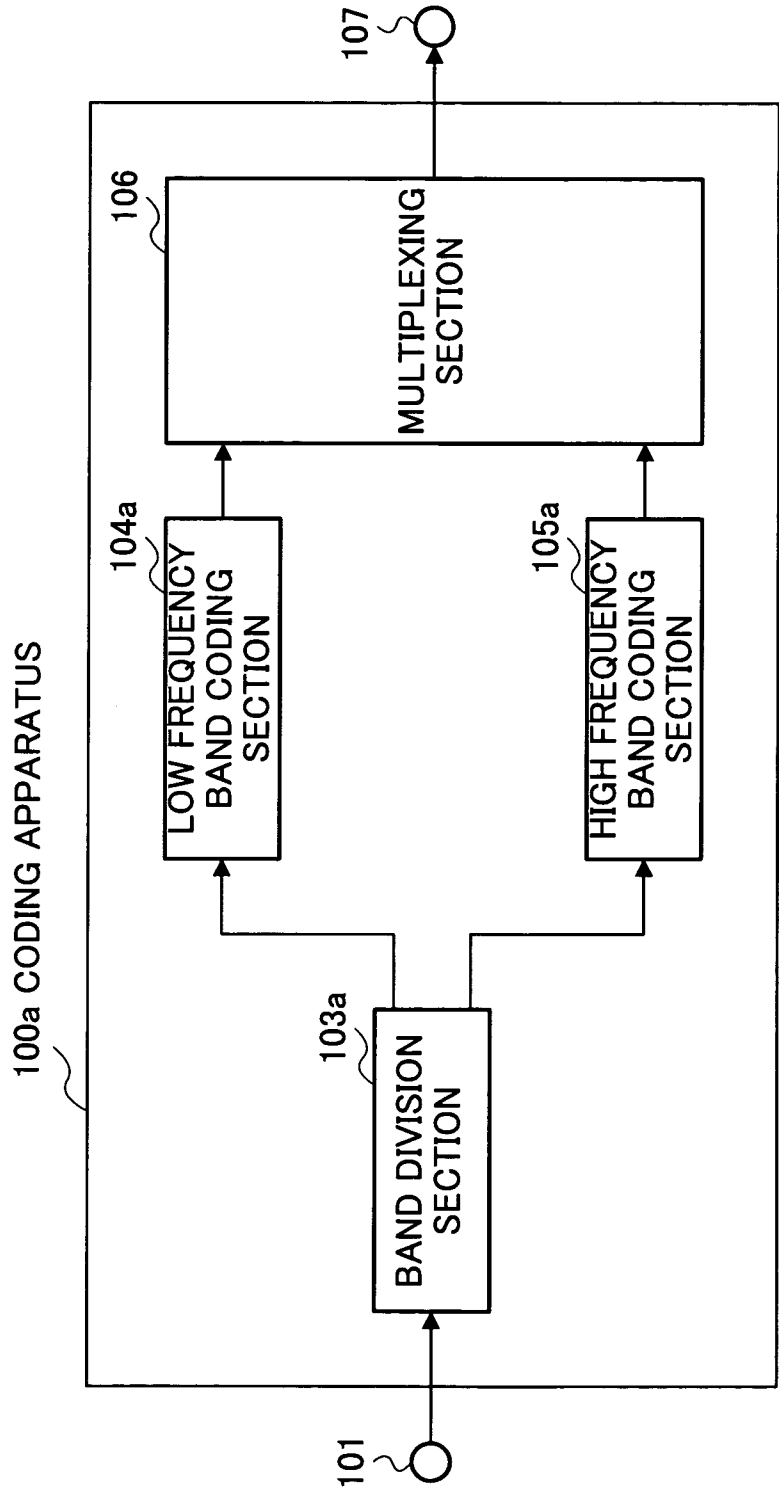 100a CODING APPARATUS
101
103a
BAND DIVISION
SECTION
104a
LOW FREQUENCY
BAND CODING
SECTION
105a
HIGH FREQUENCY
BAND CODING
SECTION
106
MULTIPLEXING
SECTION
107